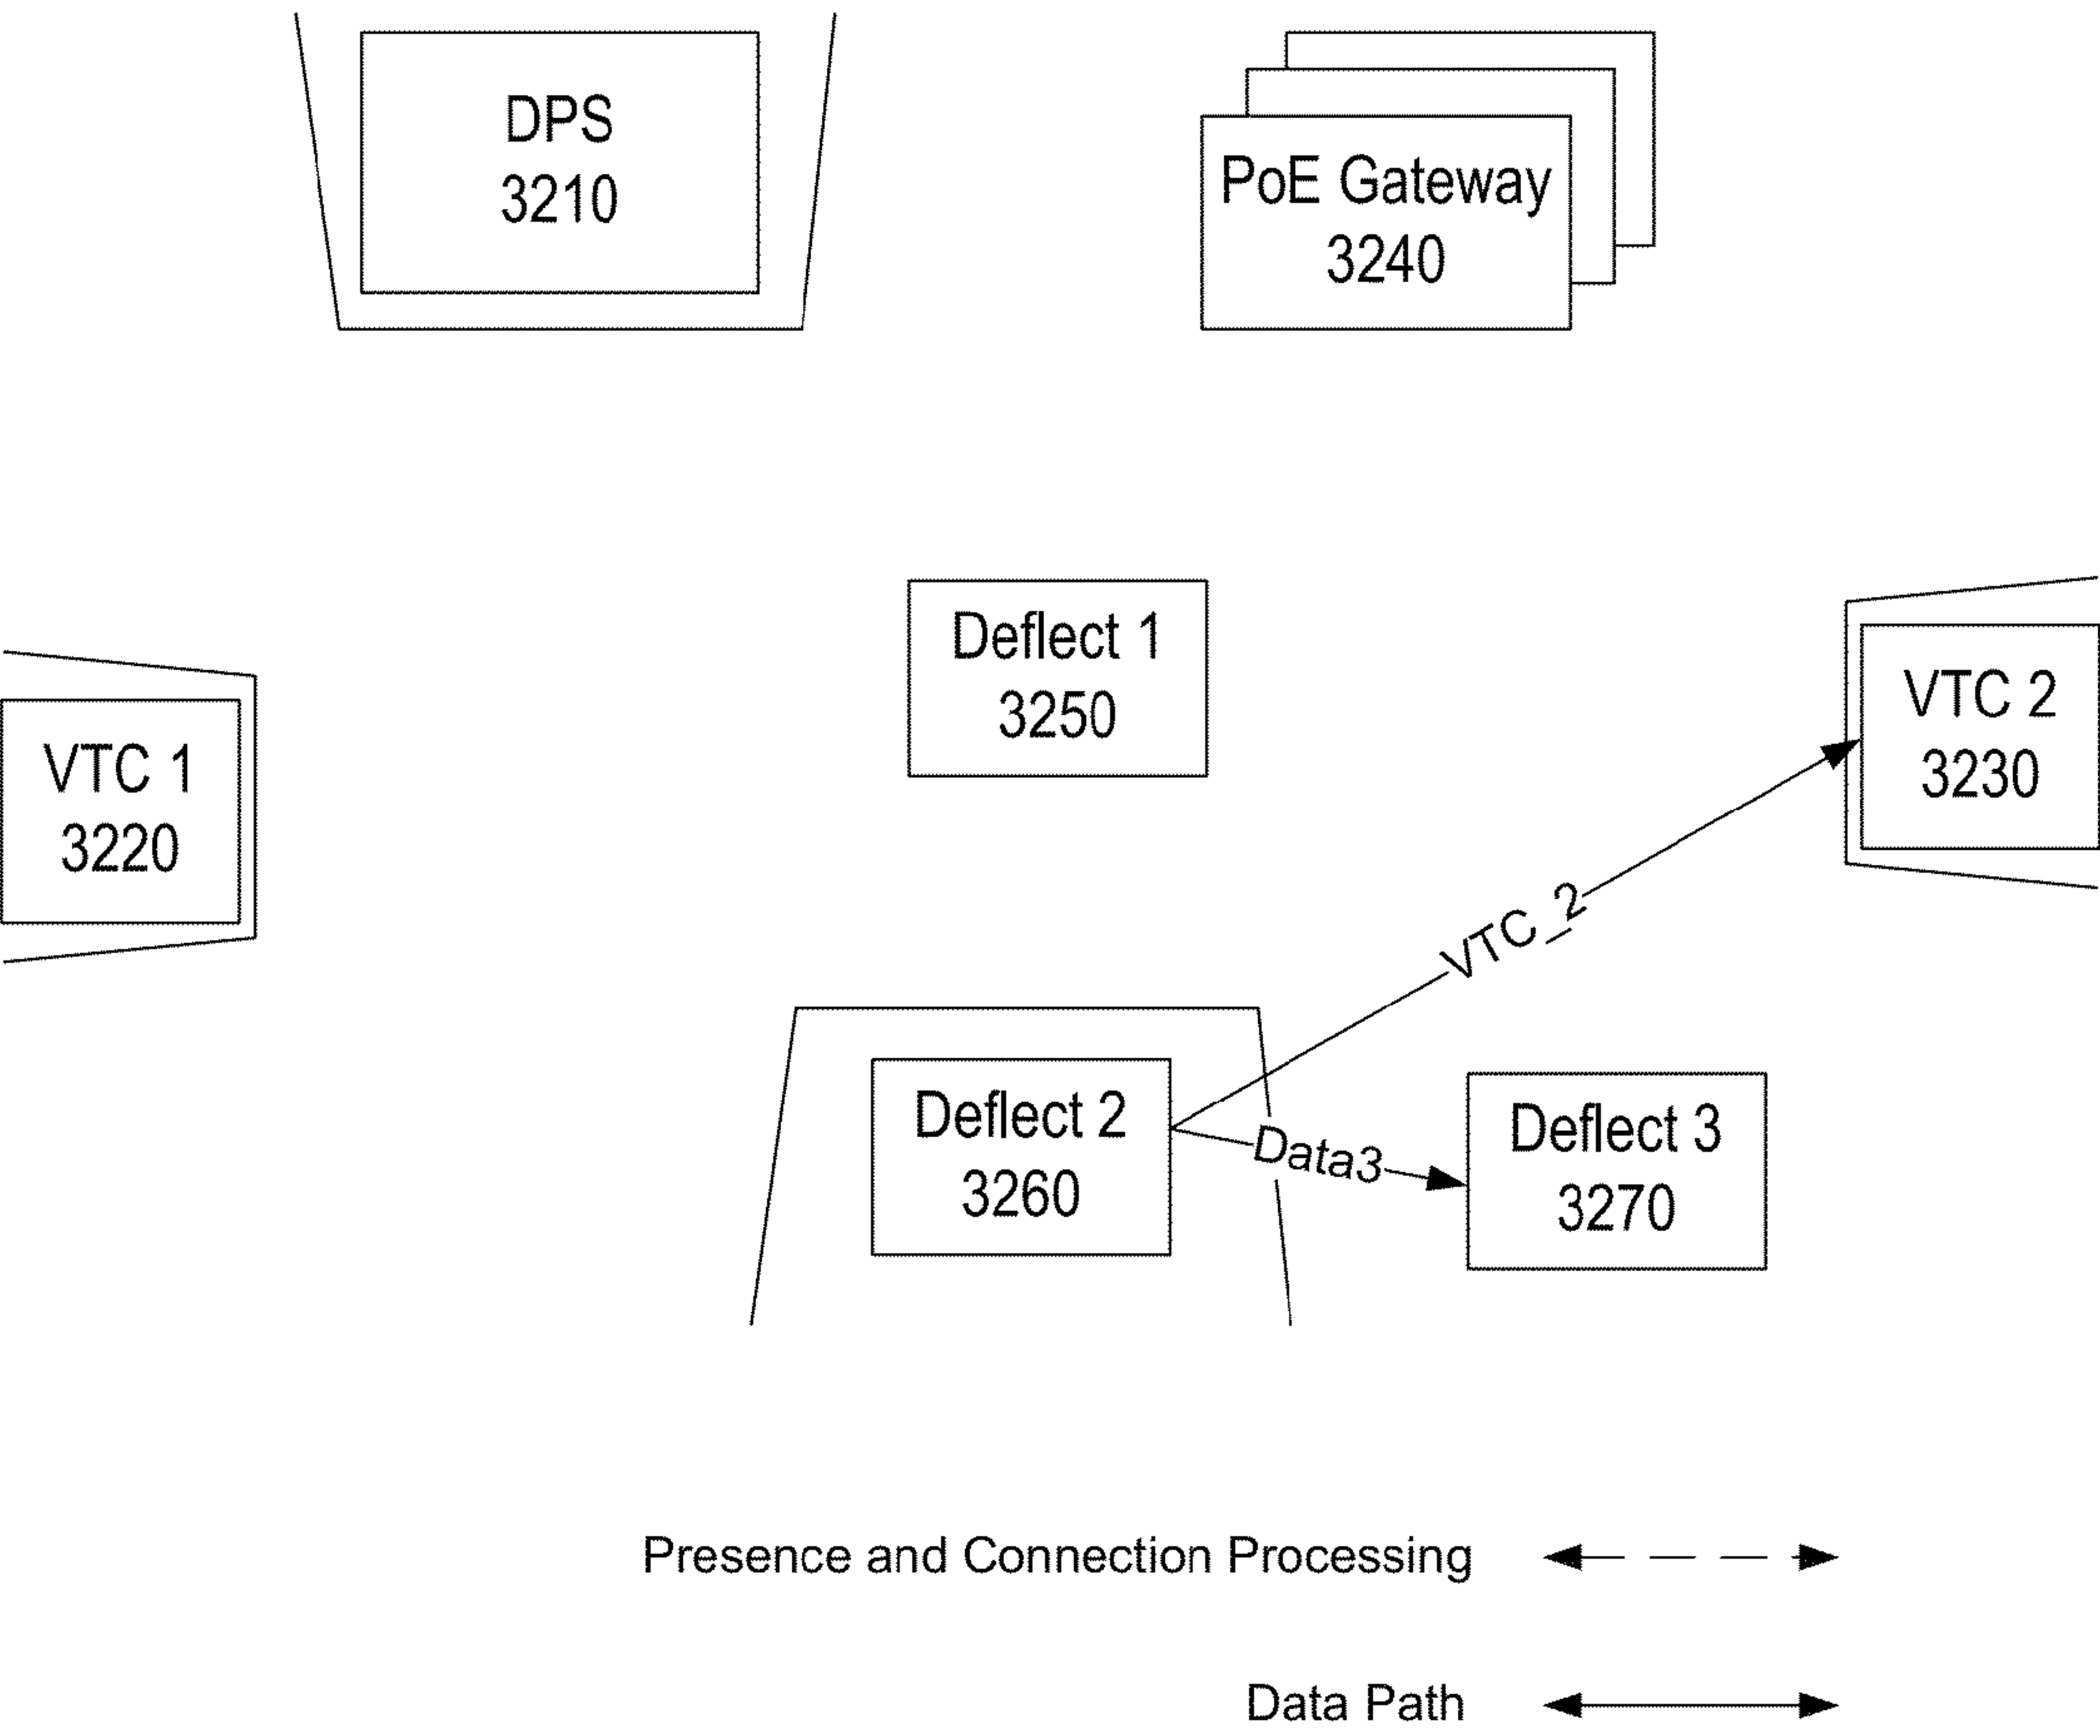 DPS
3210
PoE Gateway
3240
Deflect 1
3250
VTC 1
3220
VTC 2
3230
VTC_2
Deflect 2
3260
Data3
Deflect 3
3270
Presence and Connection Processing
Data Path